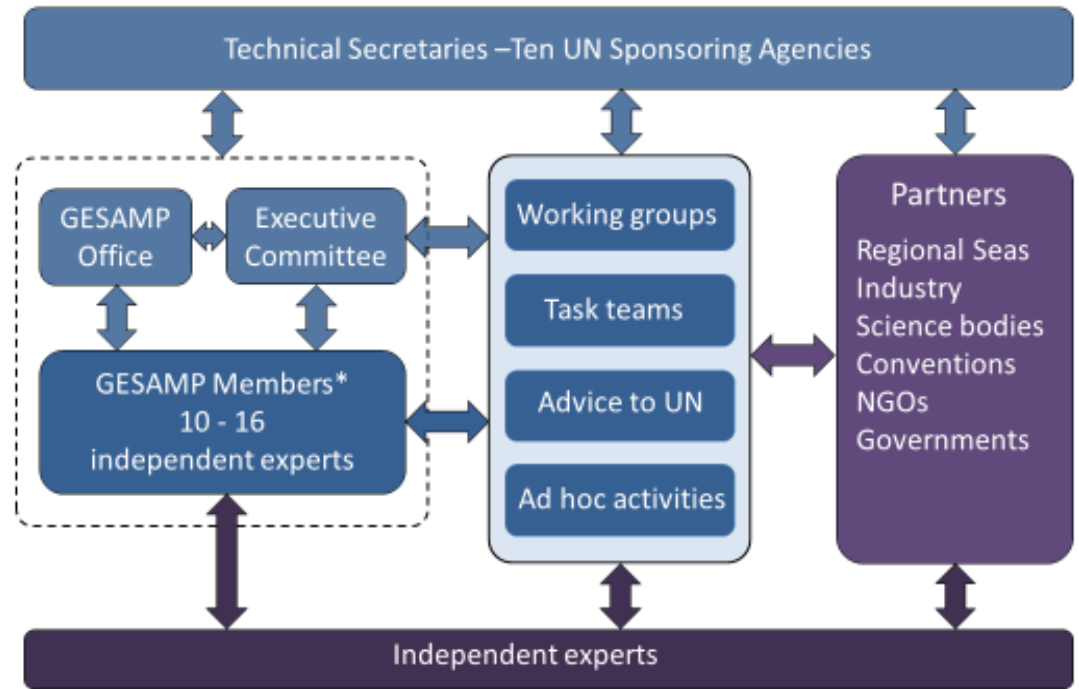 Technical Secretaries –Ten UN Sponsoring Agencies
GESAMP
Office
Executive
Committee
GESAMP Members*
10 - 16
independent experts
Working groups
Task teams
Advice to UN
Ad hoc activities
Partners
Regional Seas
Industry
Science bodies
Conventions
NGOs
Governments
Independent experts